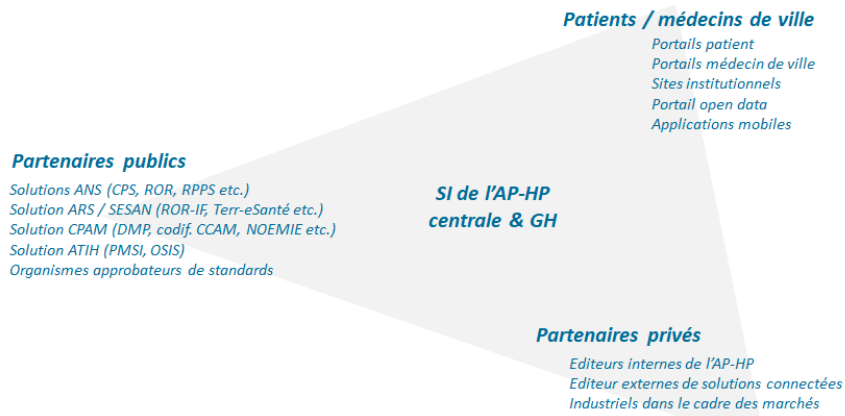 Patients / médecins de ville
Portails patient
Portails médecin de ville
Sites institutionnels
Portail open data
Applications mobiles
Partenaires publics
Solutions ANS (CPS, ROR, RPPS etc.)
Solution ARS / SESAN (ROR-IF, Terr-eSanté etc.)
Solution CPAM (DMP, codif. CCAM, NOEMIE etc.)
Solution ATIH (PMSI, OSIS)
Organismes approbateurs de standards
SI de l'AP-HP
centrale & GH
Partenaires privés
Editeurs internes de l'AP-HP
Editeur externes de solutions connectées
Industriels dans le cadre des marchés